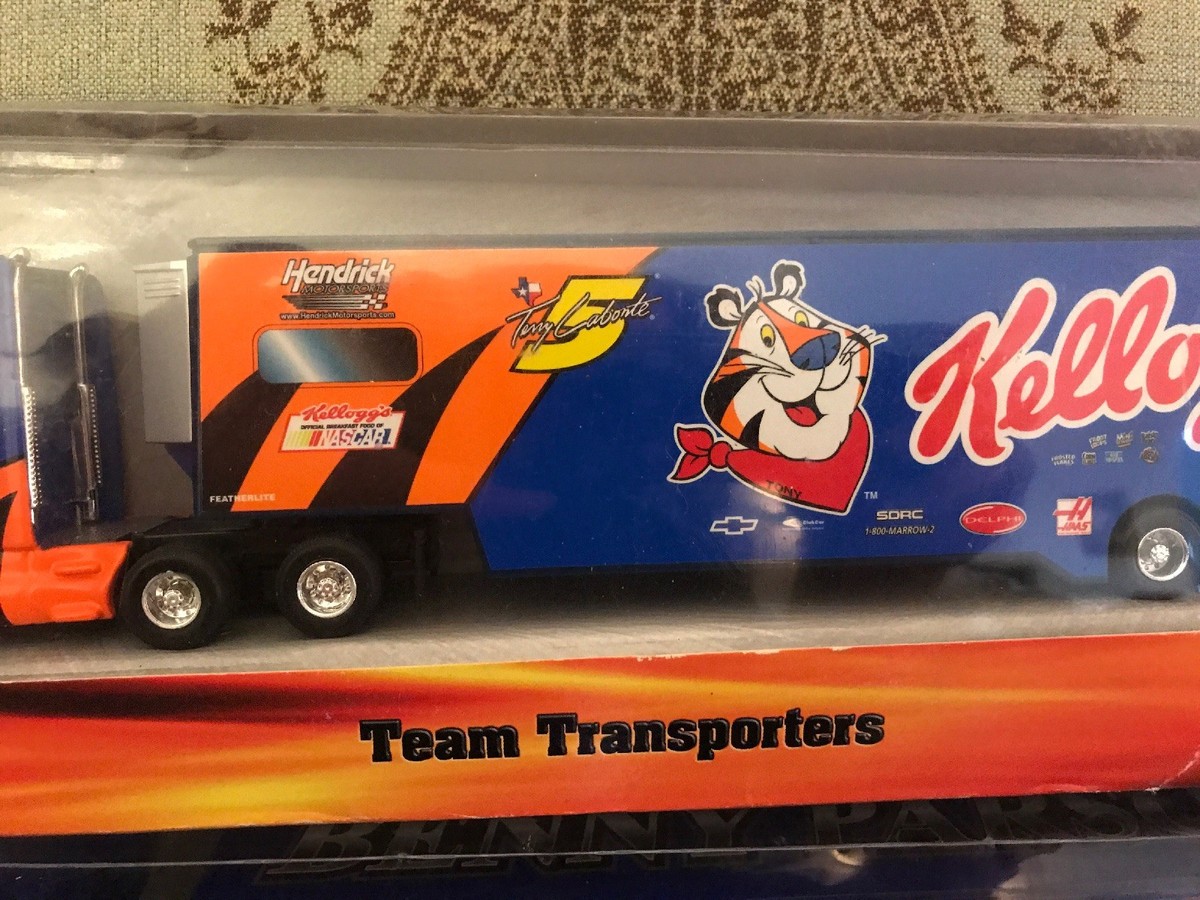 Hendrick
MOTORSPORTS
www.HendrickMotorsports.com
5
Terry Labonte
Kellogg's
OFFICIAL BREAKFAST FOOD OF
NASCAR
FEATHERLITE
TONY
TM
Kello
SDRC
1-800-MARROW-2
DELPHI
HAAS
Team Transporters
BENNY PARS